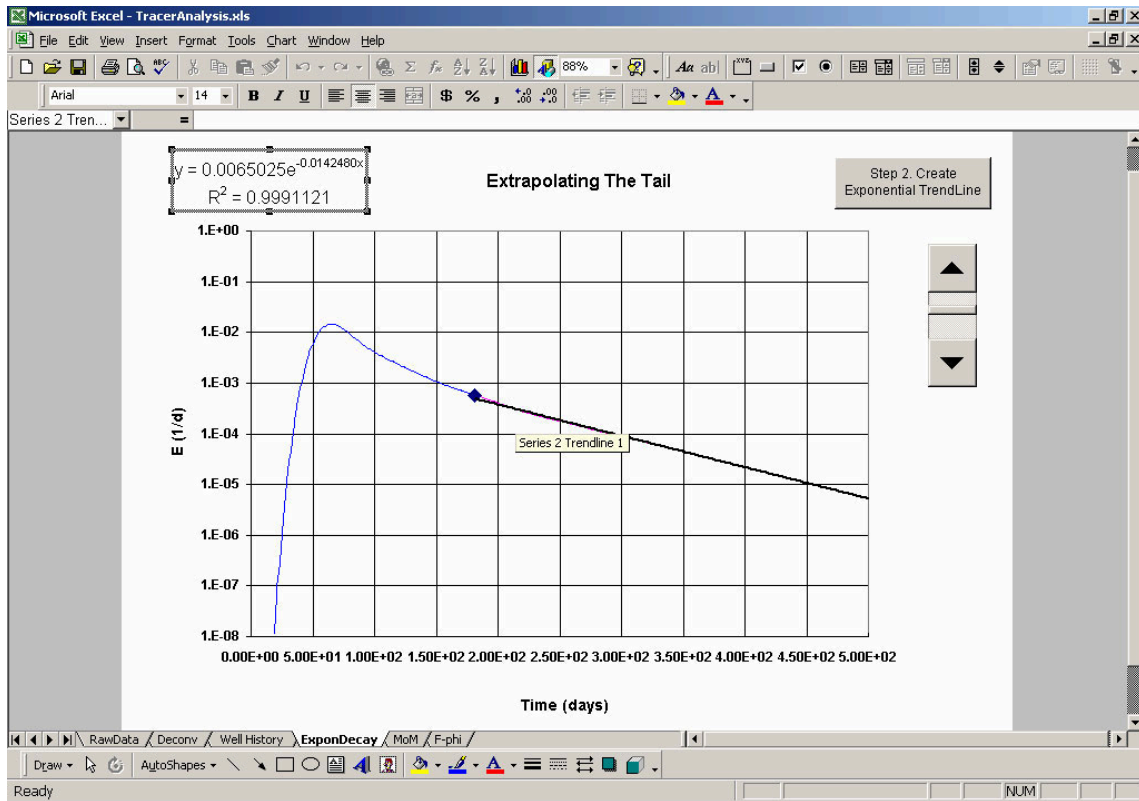 Microsoft Excel - TracerAnalysis.xls
File Edit View Insert Format Tools Chart Window Help
88%
Arial 14 B I U $ % ,
Series 2 Tren... =
y = 0.0065025e^-0.0142480x
R² = 0.9991121
Extrapolating The Tail
Step 2. Create
Exponential TrendLine
1.E+00
1.E-01
1.E-02
1.E-03
1.E-04
1.E-05
1.E-06
1.E-07
1.E-08
E (1/d)
Series 2 Trendline 1
0.00E+00 5.00E+01 1.00E+02 1.50E+02 2.00E+02 2.50E+02 3.00E+02 3.50E+02 4.00E+02 4.50E+02 5.00E+02
Time (days)
RawData Deconv Well History ExponDecay MoM F-phi
Draw AutoShapes
Ready NUM